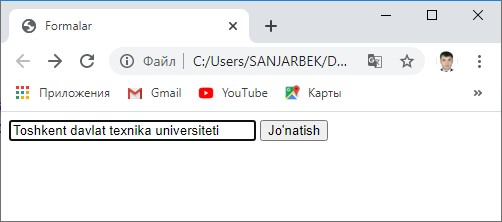 Formalar
Файл C:/Users/SANJARBEK/D...
Приложения Gmail YouTube Карты
Toshkent davlat texnika universiteti Jo'natish